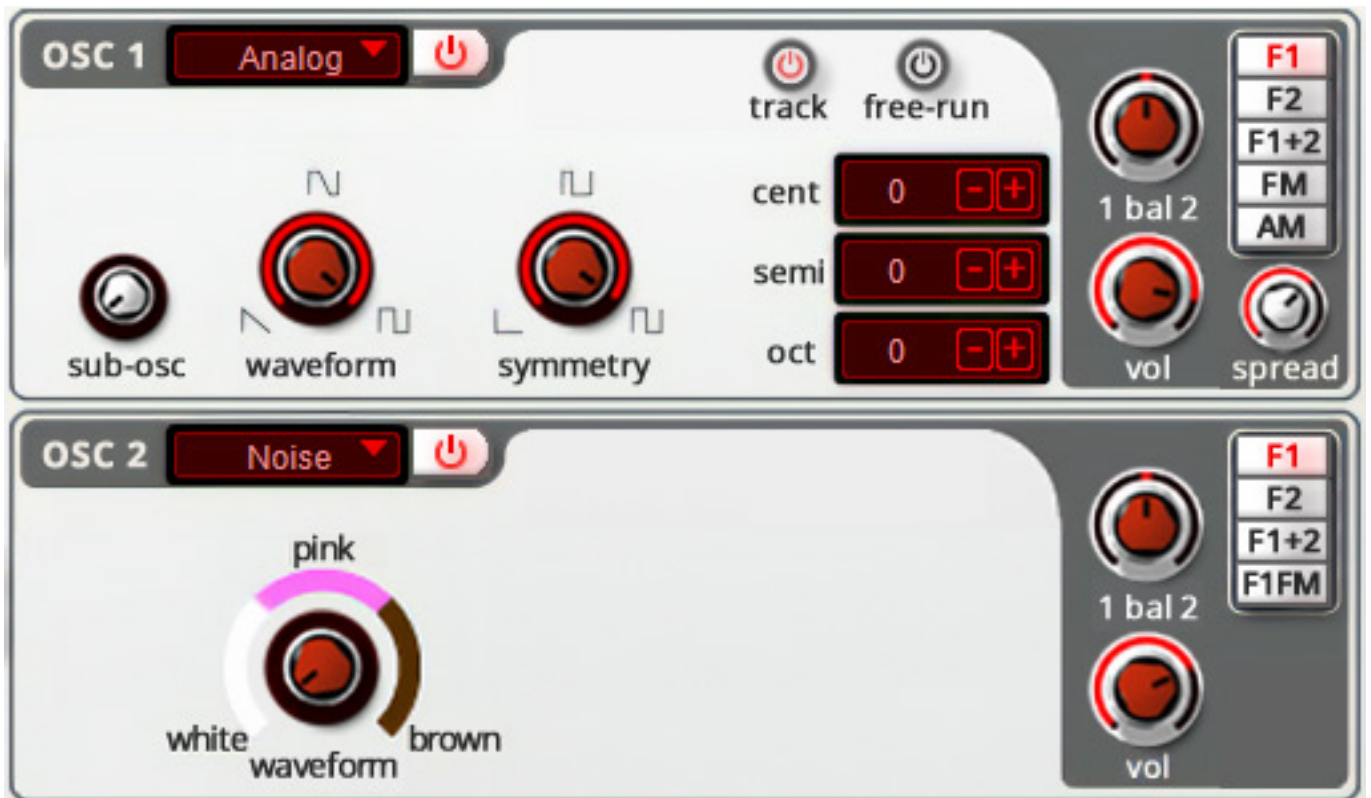 OSC 1 Analog
track free-run
cent 0 - +
semi 0 - +
oct 0 - +
sub-osc waveform symmetry
1 bal 2
vol
F1
F2
F1+2
FM
AM
spread
OSC 2 Noise
pink
white brown
waveform
1 bal 2
vol
F1
F2
F1+2
F1FM